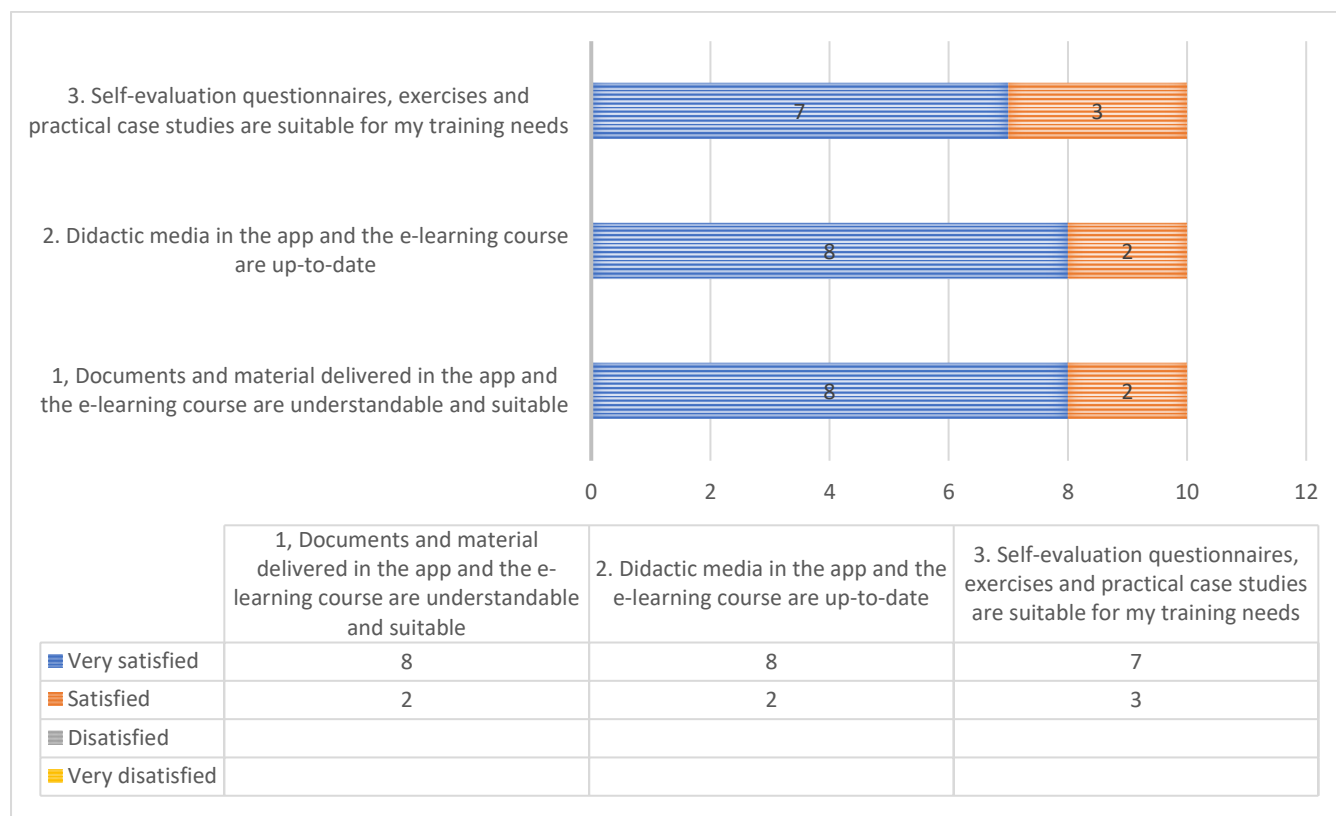 3. Self-evaluation questionnaires, exercises and
practical case studies are suitable for my training needs
7
3
2. Didactic media in the app and the e-learning course
are up-to-date
8
2
1, Documents and material delivered in the app and
the e-learning course are understandable and suitable
8
2
0 2 4 6 8 10 12
1, Documents and material
delivered in the app and the e-
learning course are understandable
and suitable
2. Didactic media in the app and the
e-learning course are up-to-date
3. Self-evaluation questionnaires,
exercises and practical case studies
are suitable for my training needs
Very satisfied 8 8 7
Satisfied 2 2 3
Disatisfied
Very disatisfied